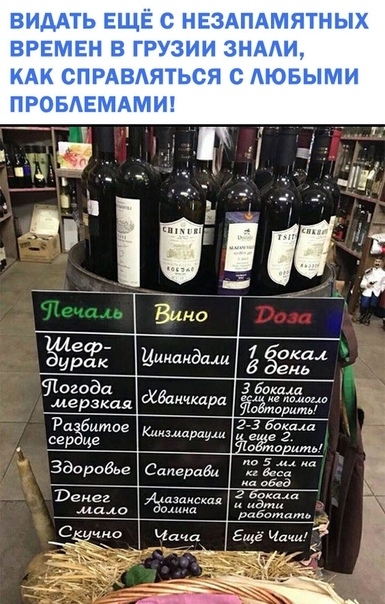 ВИДАТЬ ЕЩЁ С НЕЗАПАМЯТНЫХ
ВРЕМЕН В ГРУЗИИ ЗНАЛИ,
КАК СПРАВЛЯТЬСЯ С ЛЮБЫМИ
ПРОБЛЕМАМИ!
CHINURI
TSIT
Печаль Вино Доза
Шеф-дурак Цинандали 1 бокал в день
Погода мерзкая Хванчкара 3 бокала если не помогло Повторить!
Разбитое сердце Кинзмараули 2-3 бокала и еще 2. Повторить!
Здоровье Саперави по 5 мл на кг веса на обед
Денег мало Алазанская долина 2 бокала и идти работать
Скучно Чача Ещё Чачи!